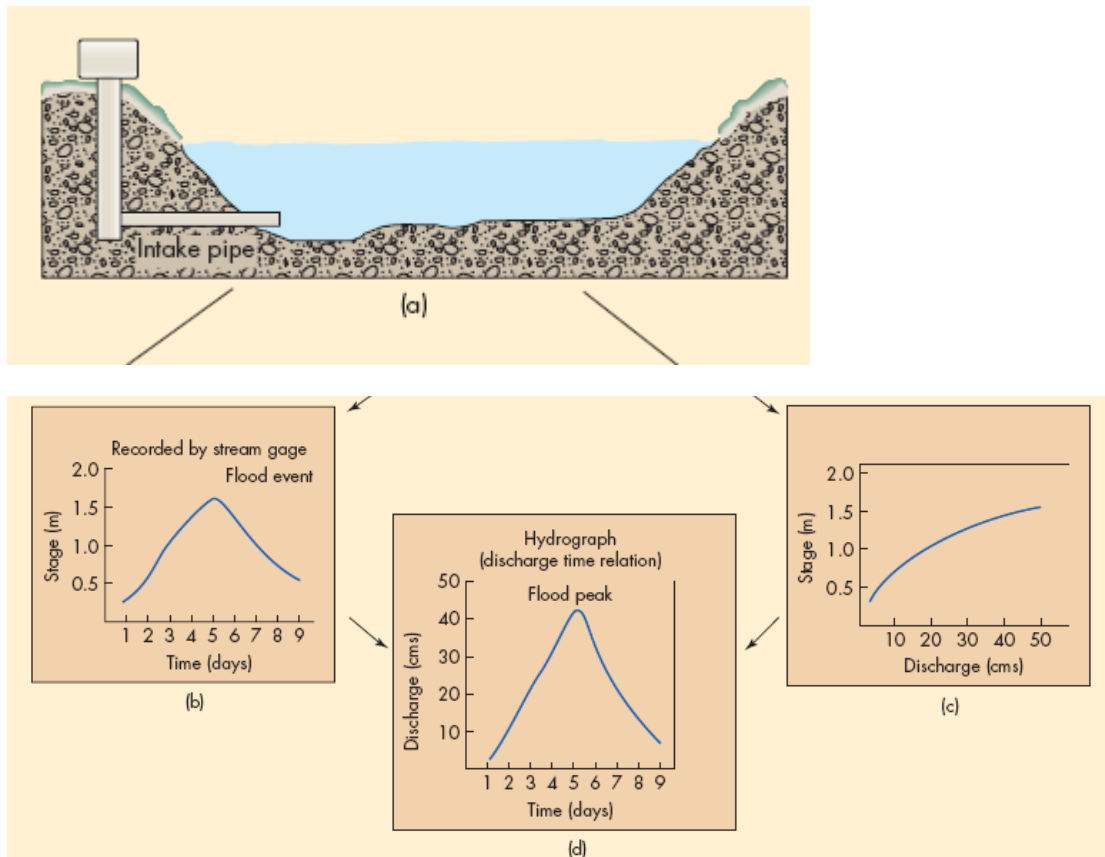 Intake pipe
(a)
Recorded by stream gage
Flood event
2.0
1.5
1.0
0.5
Stage (m)
1 2 3 4 5 6 7 8 9
Time (days)
(b)
Hydrograph
(discharge time relation)
Flood peak
50
40
30
20
10
Discharge (cms)
1 2 3 4 5 6 7 8 9
Time (days)
(d)
2.0
1.5
1.0
0.5
Stage (m)
10 20 30 40 50
Discharge (cms)
(c)